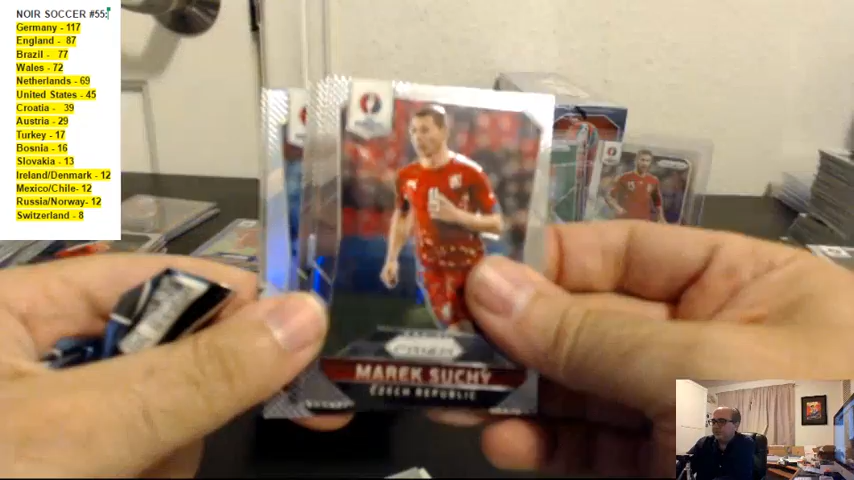 NOIR SOCCER #55:
Germany - 117
England - 87
Brazil - 77
Wales - 72
Netherlands - 69
United States - 45
Croatia - 39
Austria - 29
Turkey - 17
Bosnia - 16
Slovakia - 13
Ireland/Denmark - 12
Mexico/Chile- 12
Russia/Norway- 12
Switzerland - 8
PRIZM
MAREK SUCHY
CZECH REPUBLIC